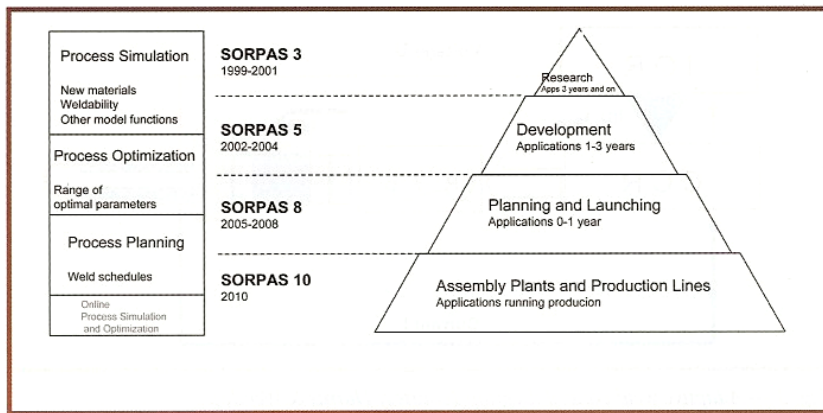 Process Simulation
New materials
Weldability
Other model functions
Process Optimization
Range of
optimal parameters
Process Planning
Weld schedules
Online
Process Simulation
and Optimization
SORPAS 3
1999-2001
SORPAS 5
2002-2004
SORPAS 8
2005-2008
SORPAS 10
2010
Research
Apps 3 years and on
Development
Applications 1-3 years
Planning and Launching
Applications 0-1 year
Assembly Plants and Production Lines
Applications running producion